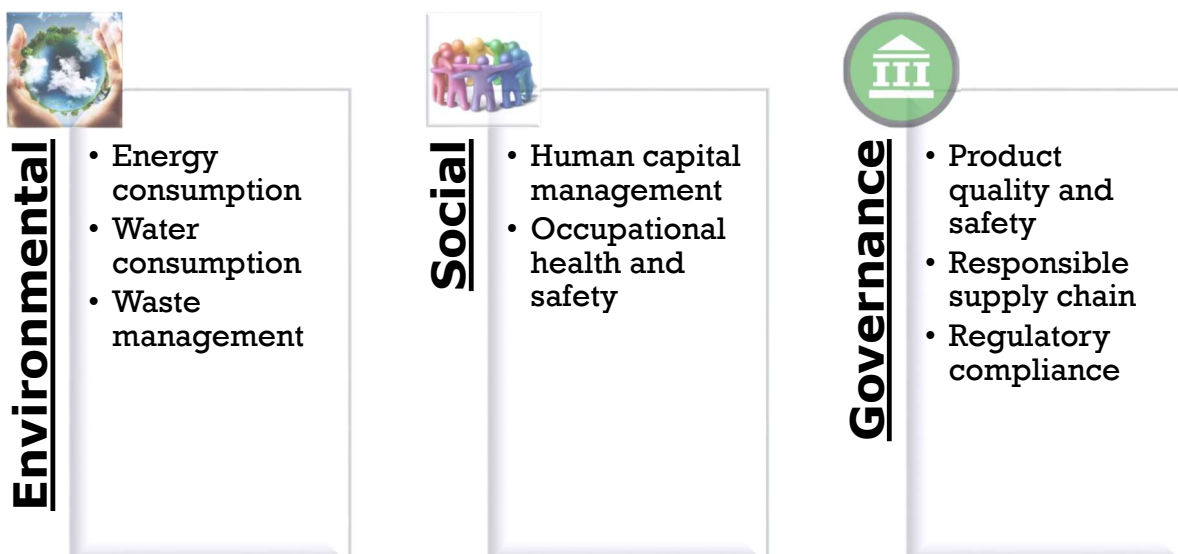 Environmental
• Energy
consumption
• Water
consumption
• Waste
management
Social
• Human capital
management
• Occupational
health and
safety
Governance
• Product
quality and
safety
• Responsible
supply chain
• Regulatory
compliance